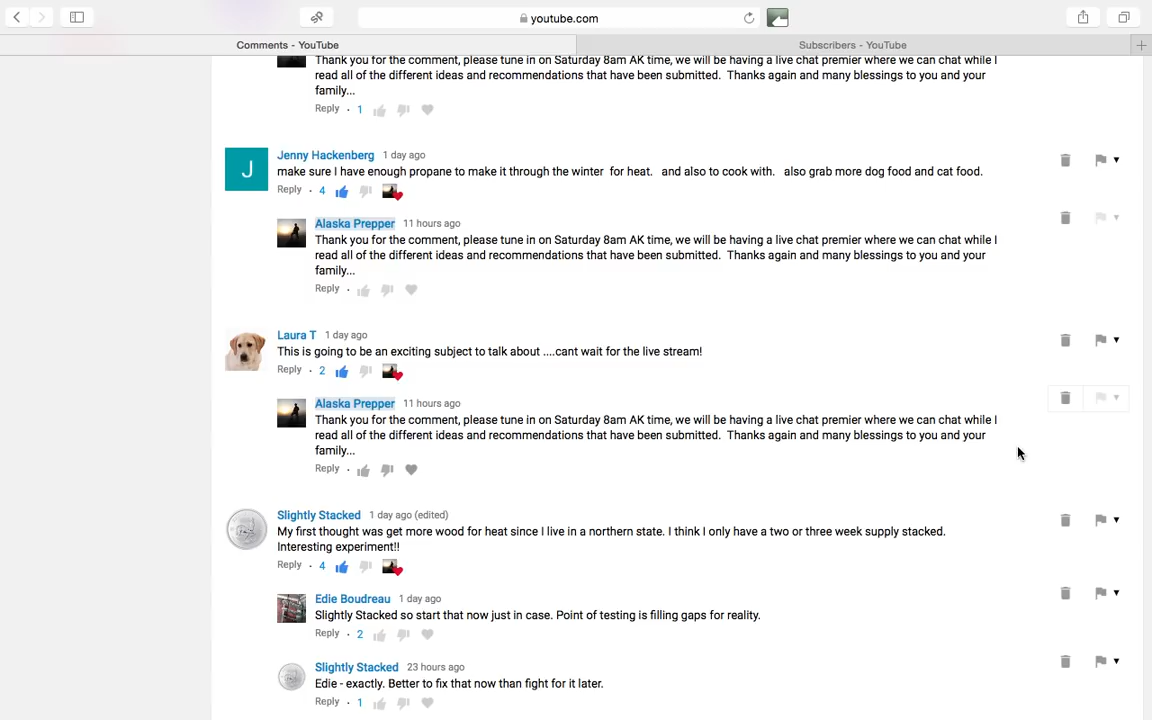 youtube.com
Comments - YouTube
Subscribers - YouTube
Thank you for the comment, please tune in on Saturday 8am AK time, we will be having a live chat premier where we can chat while I
read all of the different ideas and recommendations that have been submitted. Thanks again and many blessings to you and your
family...
Reply • 1
J
Jenny Hackenberg 1 day ago
make sure I have enough propane to make it through the winter for heat. and also to cook with. also grab more dog food and cat food.
Reply • 4
Alaska Prepper 11 hours ago
Thank you for the comment, please tune in on Saturday 8am AK time, we will be having a live chat premier where we can chat while I
read all of the different ideas and recommendations that have been submitted. Thanks again and many blessings to you and your
family...
Reply •
Laura T 1 day ago
This is going to be an exciting subject to talk about ....cant wait for the live stream!
Reply • 2
Alaska Prepper 11 hours ago
Thank you for the comment, please tune in on Saturday 8am AK time, we will be having a live chat premier where we can chat while I
read all of the different ideas and recommendations that have been submitted. Thanks again and many blessings to you and your
family...
Reply •
Slightly Stacked 1 day ago (edited)
My first thought was get more wood for heat since I live in a northern state. I think I only have a two or three week supply stacked.
Interesting experiment!!
Reply • 4
Edie Boudreau 1 day ago
Slightly Stacked so start that now just in case. Point of testing is filling gaps for reality.
Reply • 2
Slightly Stacked 23 hours ago
Edie - exactly. Better to fix that now than fight for it later.
Reply • 1